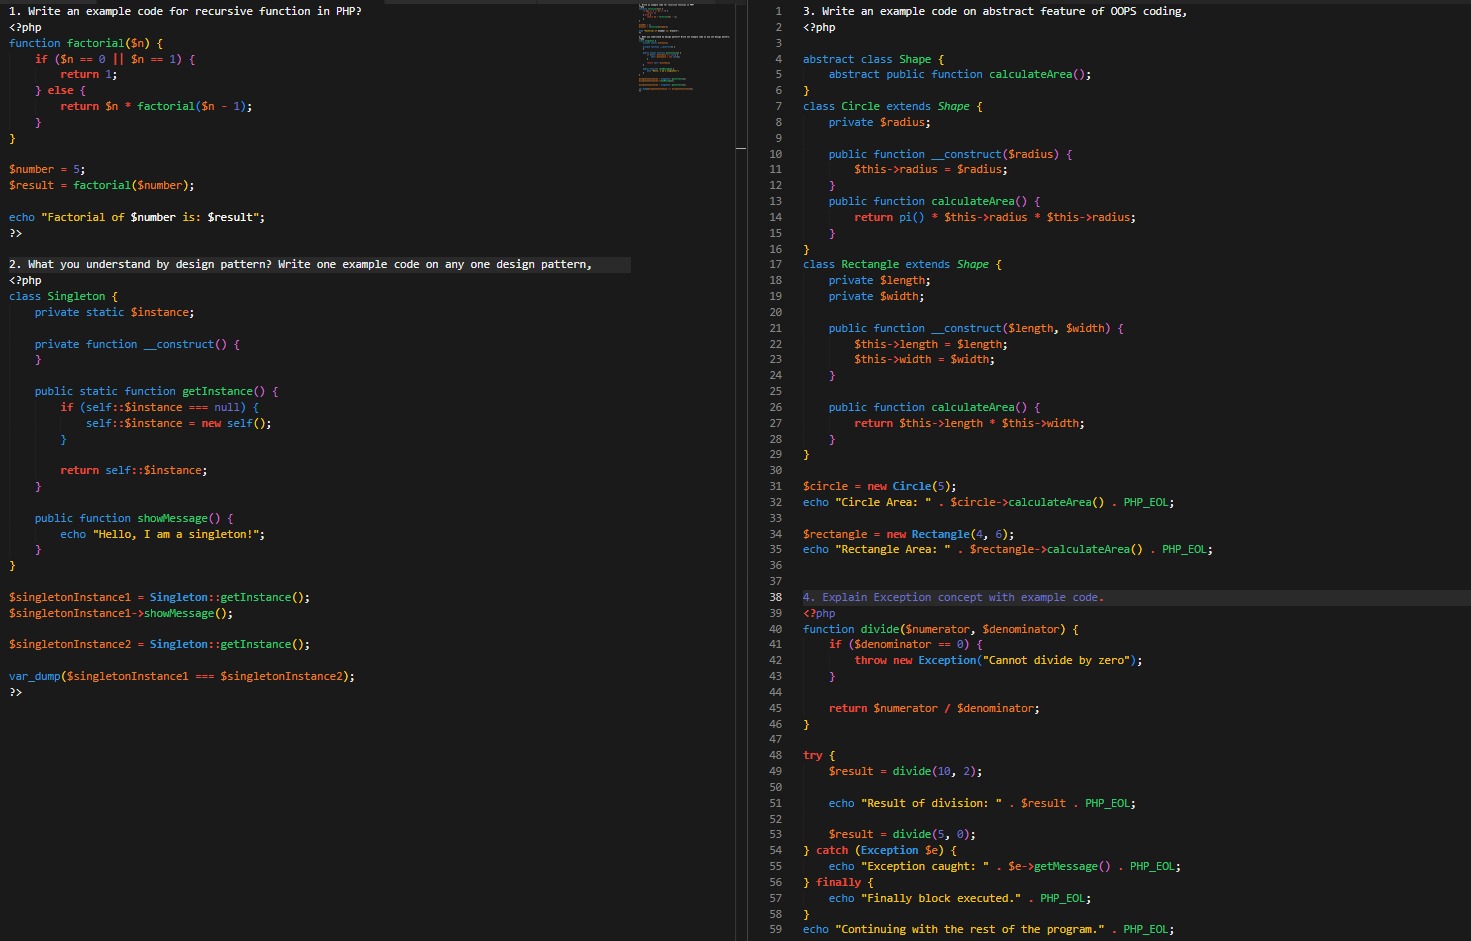 1. Write an example code for recursive function in PHP?
<?php
function factorial($n) {
    if ($n == 0 || $n == 1) {
        return 1;
    } else {
        return $n * factorial($n - 1);
    }
}

$number = 5;
$result = factorial($number);

echo "Factorial of $number is: $result";
?>

2. What you understand by design pattern? Write one example code on any one design pattern,
<?php
class Singleton {
    private static $instance;

    private function __construct() {
    }

    public static function getInstance() {
        if (self::$instance === null) {
            self::$instance = new self();
        }

        return self::$instance;
    }

    public function showMessage() {
        echo "Hello, I am a singleton!";
    }
}

$singletonInstance1 = Singleton::getInstance();
$singletonInstance1->showMessage();

$singletonInstance2 = Singleton::getInstance();

var_dump($singletonInstance1 === $singletonInstance2);
?>

1 3. Write an example code on abstract feature of OOPS coding,
2 <?php
3
4 abstract class Shape {
5     abstract public function calculateArea();
6 }
7 class Circle extends Shape {
8     private $radius;
9
10     public function __construct($radius) {
11         $this->radius = $radius;
12     }
13     public function calculateArea() {
14         return pi() * $this->radius * $this->radius;
15     }
16 }
17 class Rectangle extends Shape {
18     private $length;
19     private $width;
20
21     public function __construct($length, $width) {
22         $this->length = $length;
23         $this->width = $width;
24     }
25
26     public function calculateArea() {
27         return $this->length * $this->width;
28     }
29 }
30
31 $circle = new Circle(5);
32 echo "Circle Area: " . $circle->calculateArea() . PHP_EOL;
33
34 $rectangle = new Rectangle(4, 6);
35 echo "Rectangle Area: " . $rectangle->calculateArea() . PHP_EOL;
36
37
38 4. Explain Exception concept with example code.
39 <?php
40 function divide($numerator, $denominator) {
41     if ($denominator == 0) {
42         throw new Exception("Cannot divide by zero");
43     }
44
45     return $numerator / $denominator;
46 }
47
48 try {
49     $result = divide(10, 2);
50
51     echo "Result of division: " . $result . PHP_EOL;
52
53     $result = divide(5, 0);
54 } catch (Exception $e) {
55     echo "Exception caught: " . $e->getMessage() . PHP_EOL;
56 } finally {
57     echo "Finally block executed." . PHP_EOL;
58 }
59 echo "Continuing with the rest of the program." . PHP_EOL;